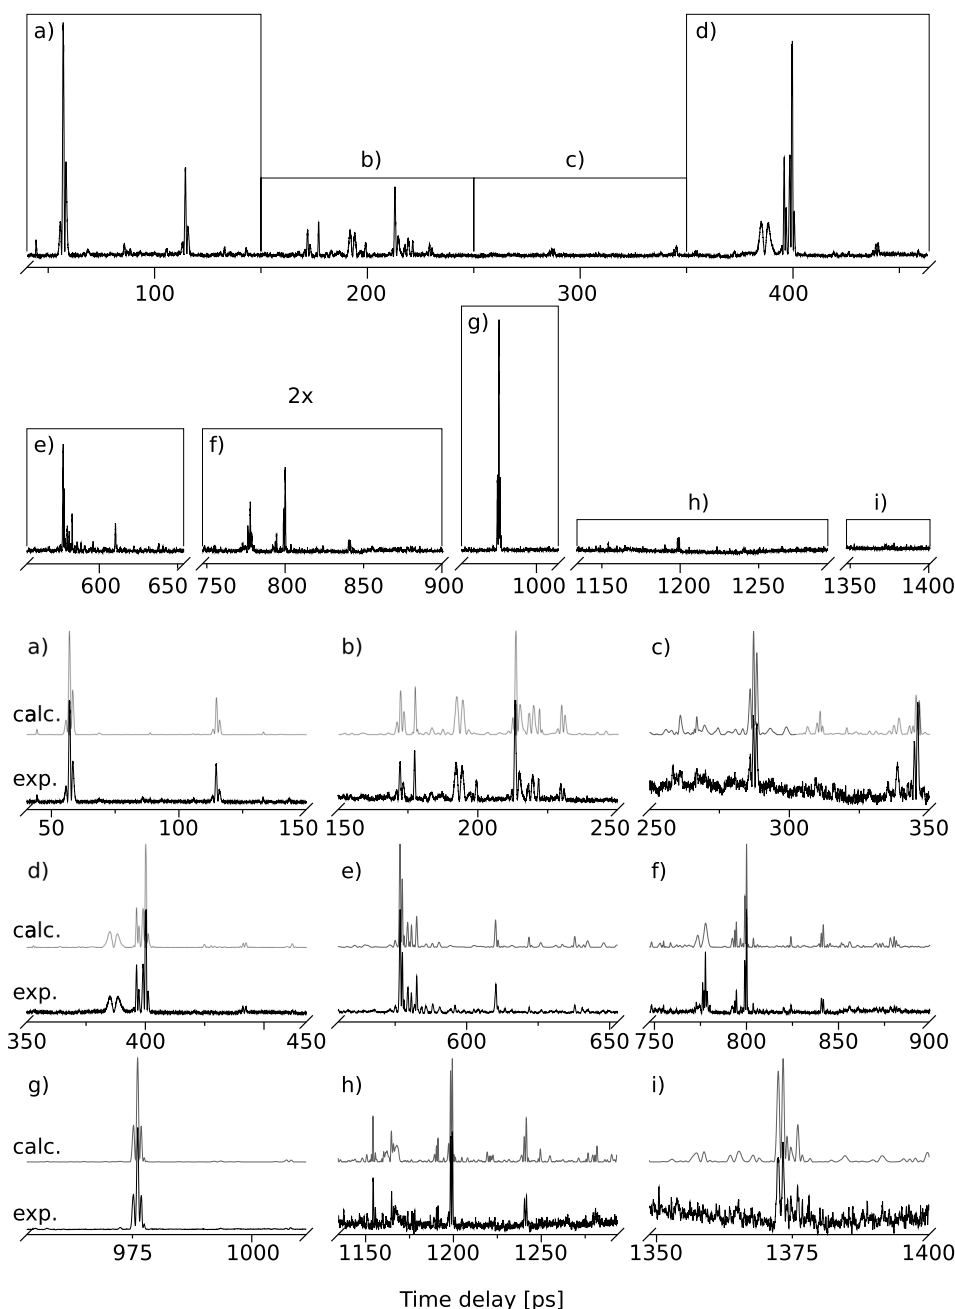 a)
d)
b)
c)
100
200
300
400
g)
2x
e)
f)
h)
i)
600
650
750
800
850
900
1000
1150
1200
1250
1350
1400
a)
b)
c)
calc.
exp.
50
100
150
150
200
250
250
300
350
d)
e)
f)
calc.
exp.
350
400
450
600
650
750
800
850
900
g)
h)
i)
calc.
exp.
975
1000
1150
1200
1250
1350
1375
1400
Time delay [ps]